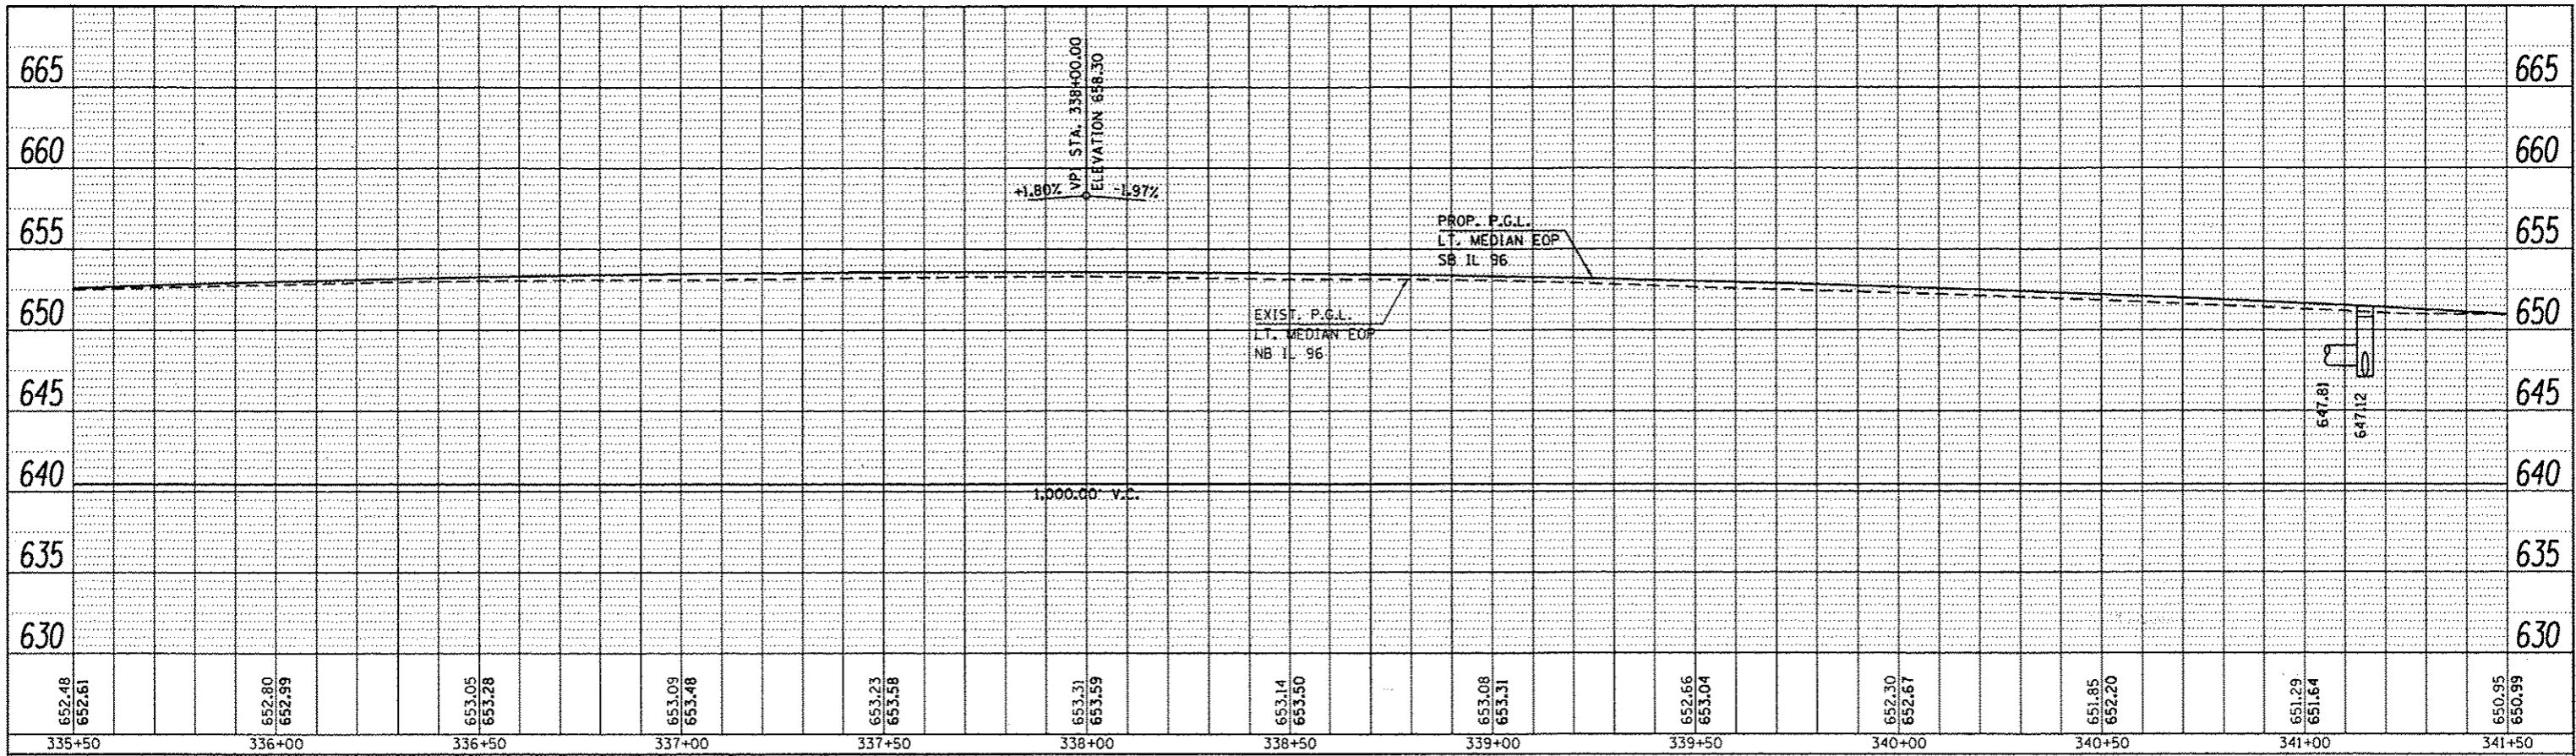 665 665
VPI STA. 338+00.00
ELEVATION 658.30
660 660
+1.80% -1.97%
655 655
PROP. P.G.L.
LT. MEDIAN EOP
SB IL 96
650 650
EXIST. P.G.L.
LT. MEDIAN EOP
NB IL 96
645 645
647.81
647.12
640 640
1,000.00' V.C.
635 635
630 630
652.48 652.80 653.05 653.09 653.23 653.31 653.14 653.08 652.66 652.30 651.85 651.29 650.95
652.61 652.99 653.28 653.48 653.58 653.59 653.50 653.31 653.04 652.67 652.20 651.64 650.99
335+50 336+00 336+50 337+00 337+50 338+00 338+50 339+00 339+50 340+00 340+50 341+00 341+50